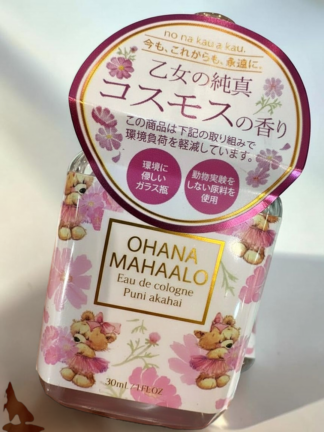 no na kau a kau.
今も、これからも、永遠に。
乙女の純真
コスモスの香り
この商品は下記の取り組みで
環境負荷を軽減しています。
環境に
優しい
ガラス瓶
動物実験を
しない原料を
使用
OHANA
MAHAALO
Eau de cologne
Puni akahai
30mL / 1FL.OZ